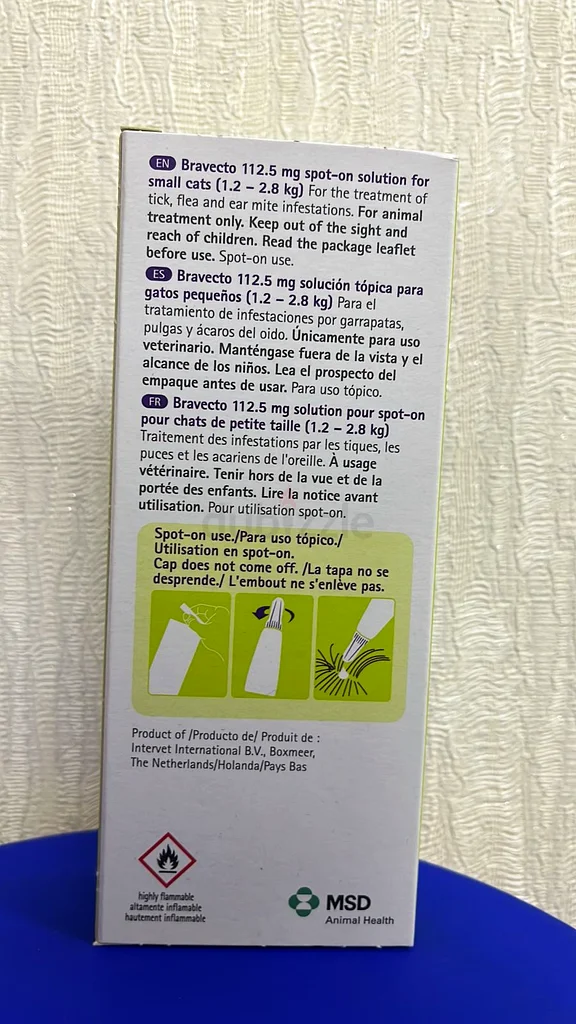 EN Bravecto 112.5 mg spot-on solution for
small cats (1.2 – 2.8 kg) For the treatment of
tick, flea and ear mite infestations. For animal
treatment only. Keep out of the sight and
reach of children. Read the package leaflet
before use. Spot-on use.
ES Bravecto 112.5 mg solución tópica para
gatos pequeños (1.2 – 2.8 kg) Para el
tratamiento de infestaciones por garrapatas,
pulgas y ácaros del oido. Únicamente para uso
veterinario. Manténgase fuera de la vista y el
alcance de los niños. Lea el prospecto del
empaque antes de usar. Para uso tópico.
FR Bravecto 112.5 mg solution pour spot-on
pour chats de petite taille (1.2 – 2.8 kg)
Traitement des infestations par les tiques, les
puces et les acariens de l'oreille. À usage
vétérinaire. Tenir hors de la vue et de la
portée des enfants. Lire la notice avant
utilisation. Pour utilisation spot-on.
dubizzle
Spot-on use./Para uso tópico./
Utilisation en spot-on.
Cap does not come off. /La tapa no se
desprende./ L'embout ne s'enlève pas.
Product of /Producto de/ Produit de :
Intervet International B.V., Boxmeer,
The Netherlands/Holanda/Pays Bas
highly flammable
altamente inflamable
hautement inflammable
MSD
Animal Health